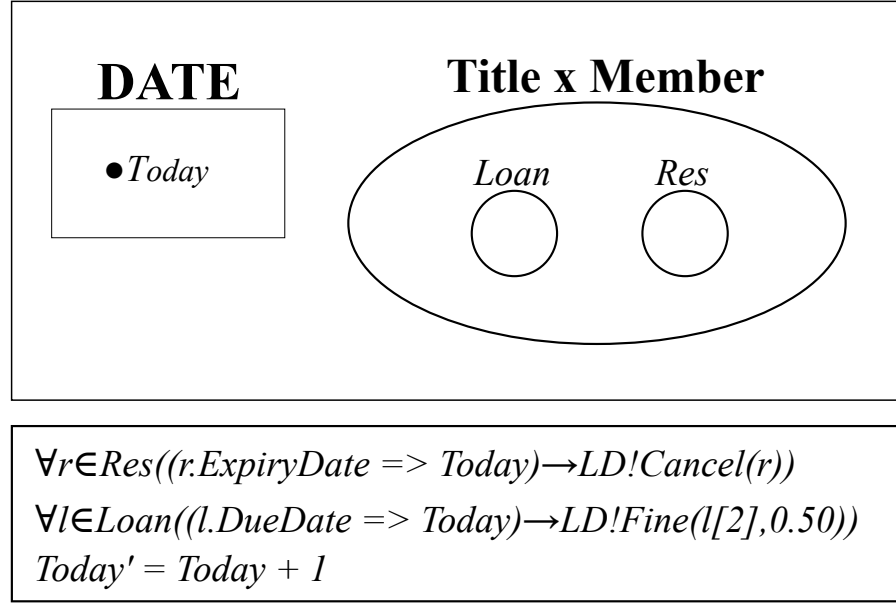 DATE
Title x Member
Today
Loan
Res
∀r∈Res((r.ExpiryDate => Today)→LD!Cancel(r))
∀l∈Loan((l.DueDate => Today)→LD!Fine(l[2],0.50))
Today' = Today + 1